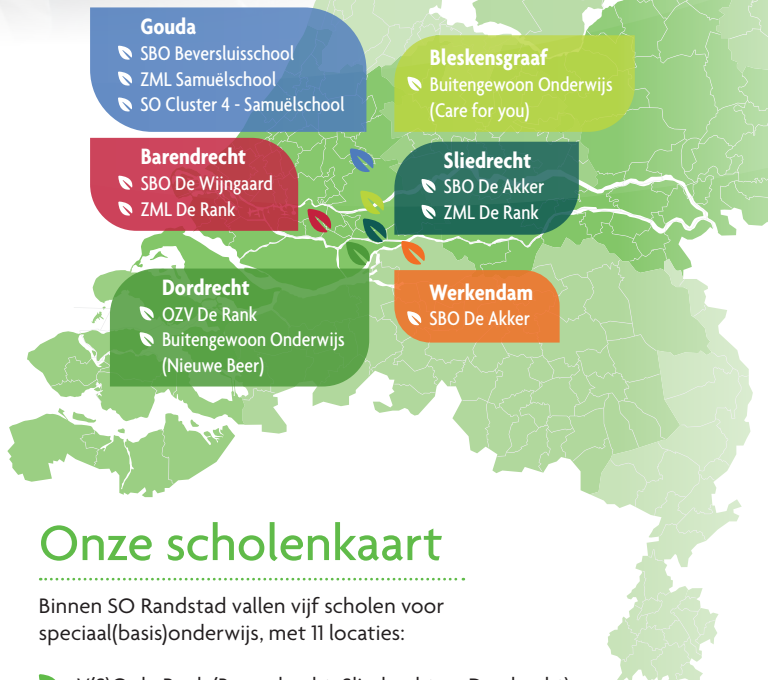 Gouda
SBO Beversluisschool
ZML Samuëlschool
SO Cluster 4 - Samuëlschool
Bleskensgraaf
Buitengewoon Onderwijs
(Care for you)
Barendrecht
SBO De Wijngaard
ZML De Rank
Sliedrecht
SBO De Akker
ZML De Rank
Dordrecht
OZV De Rank
Buitengewoon Onderwijs
(Nieuwe Beer)
Werkendam
SBO De Akker
Onze scholenkaart
Binnen SO Randstad vallen vijf scholen voor
speciaal(basis)onderwijs, met 11 locaties: